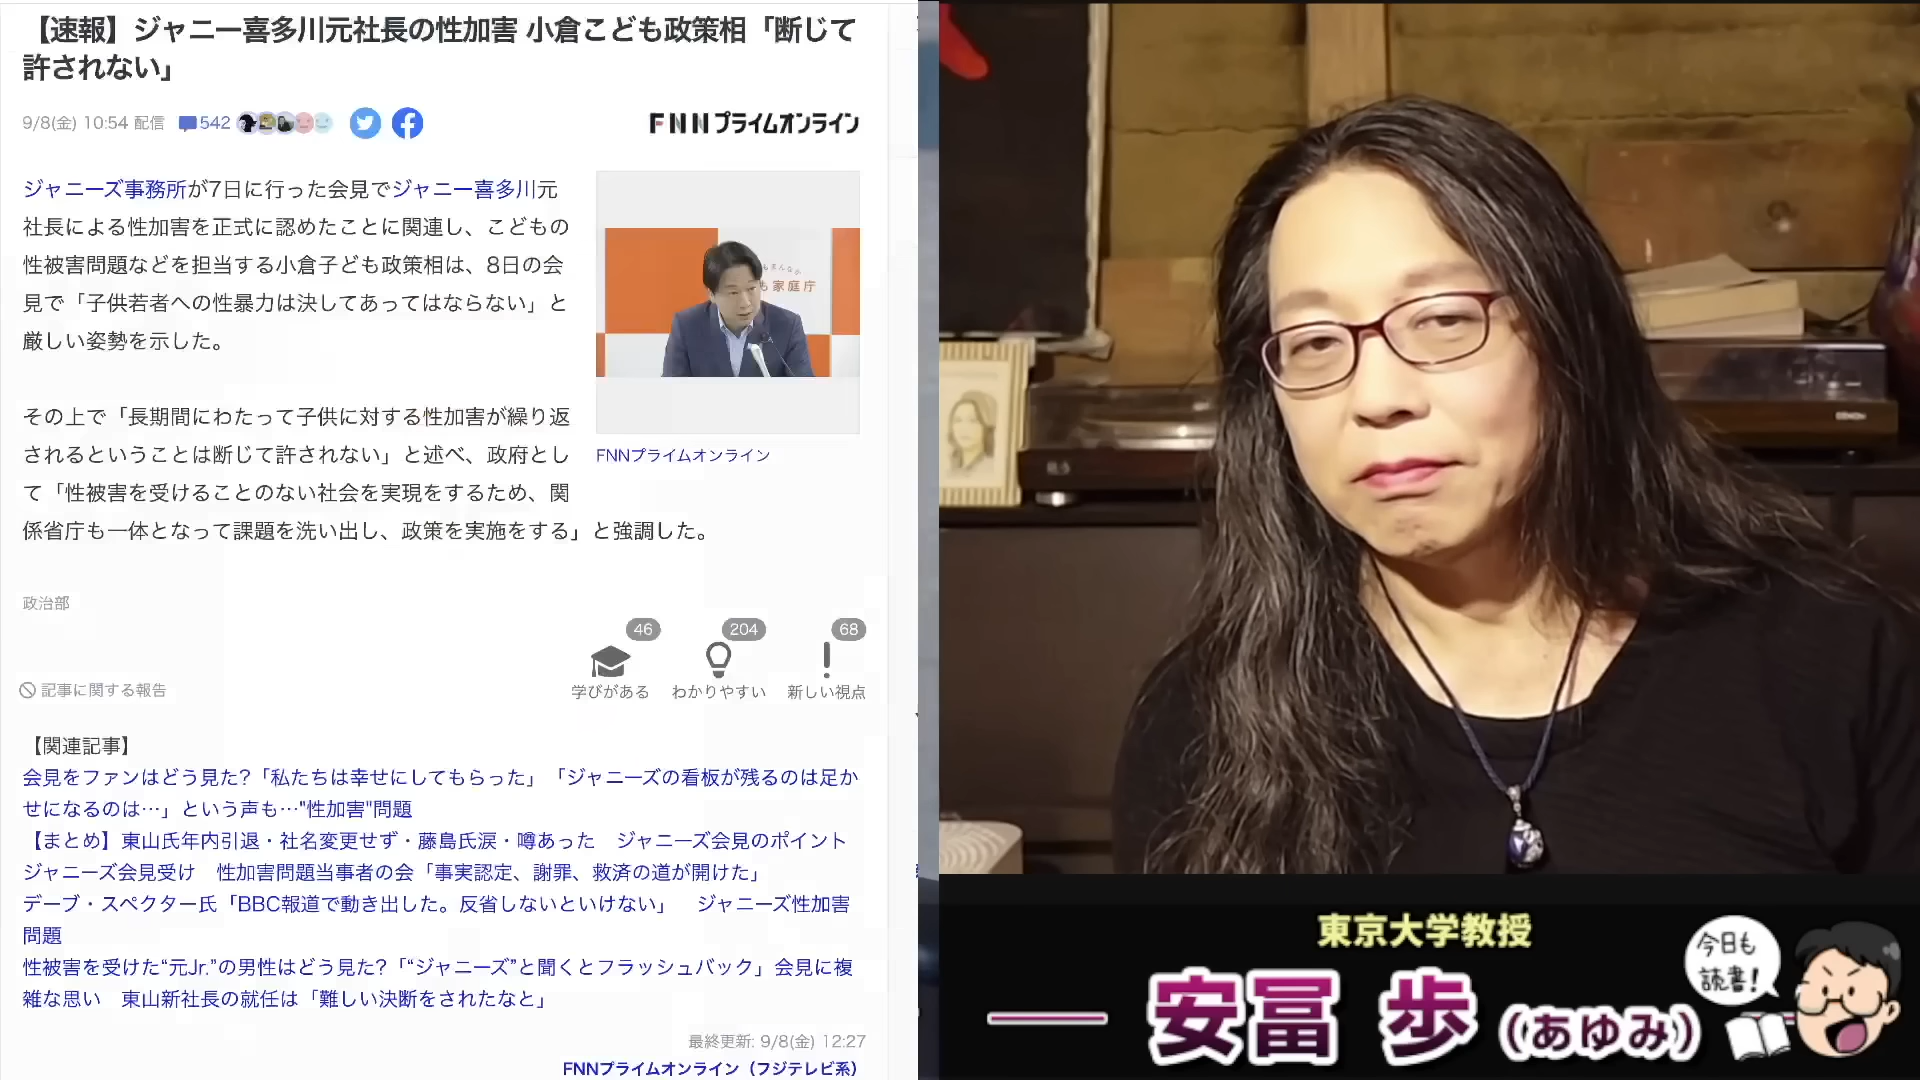 【速報】ジャニー喜多川元社長の性加害 小倉こども政策相「断じて
許されない」
9/8(金) 10:54 配信
542
FNNプライムオンライン
ジャニーズ事務所が7日に行った会見でジャニー喜多川元
社長による性加害を正式に認めたことに関連し、こどもの
性被害問題などを担当する小倉子ども政策相は、8日の会
見で「子供若者への性暴力は決してあってはならない」と
厳しい姿勢を示した。
も家庭庁
その上で「長期間にわたって子供に対する性加害が繰り返
されるということは断じて許されない」と述べ、政府とし
て「性被害を受けることのない社会を実現をするため、関
係省庁も一体となって課題を洗い出し、政策を実施をする」と強調した。
FNNプライムオンライン
政治部
46
204
68
学びがある
わかりやすい
新しい視点
記事に関する報告
【関連記事】
会見をファンはどう見た?「私たちは幸せにしてもらった」「ジャニーズの看板が残るのは足か
せになるのは…」という声も…"性加害"問題
【まとめ】東山氏年内引退・社名変更せず・藤島氏涙・噂あった　ジャニーズ会見のポイント
ジャニーズ会見受け　性加害問題当事者の会「事実認定、謝罪、救済の道が開けた」
デーブ・スペクター氏「BBC報道で動き出した。反省しないといけない」　ジャニーズ性加害
問題
性被害を受けた“元Jr.”の男性はどう見た?「“ジャニーズ”と聞くとフラッシュバック」会見に複
雑な思い　東山新社長の就任は「難しい決断をされたなと」
最終更新: 9/8(金) 12:27
FNNプライムオンライン（フジテレビ系）
DENON
東京大学教授
安冨 歩 (あゆみ)
今日も
読書!